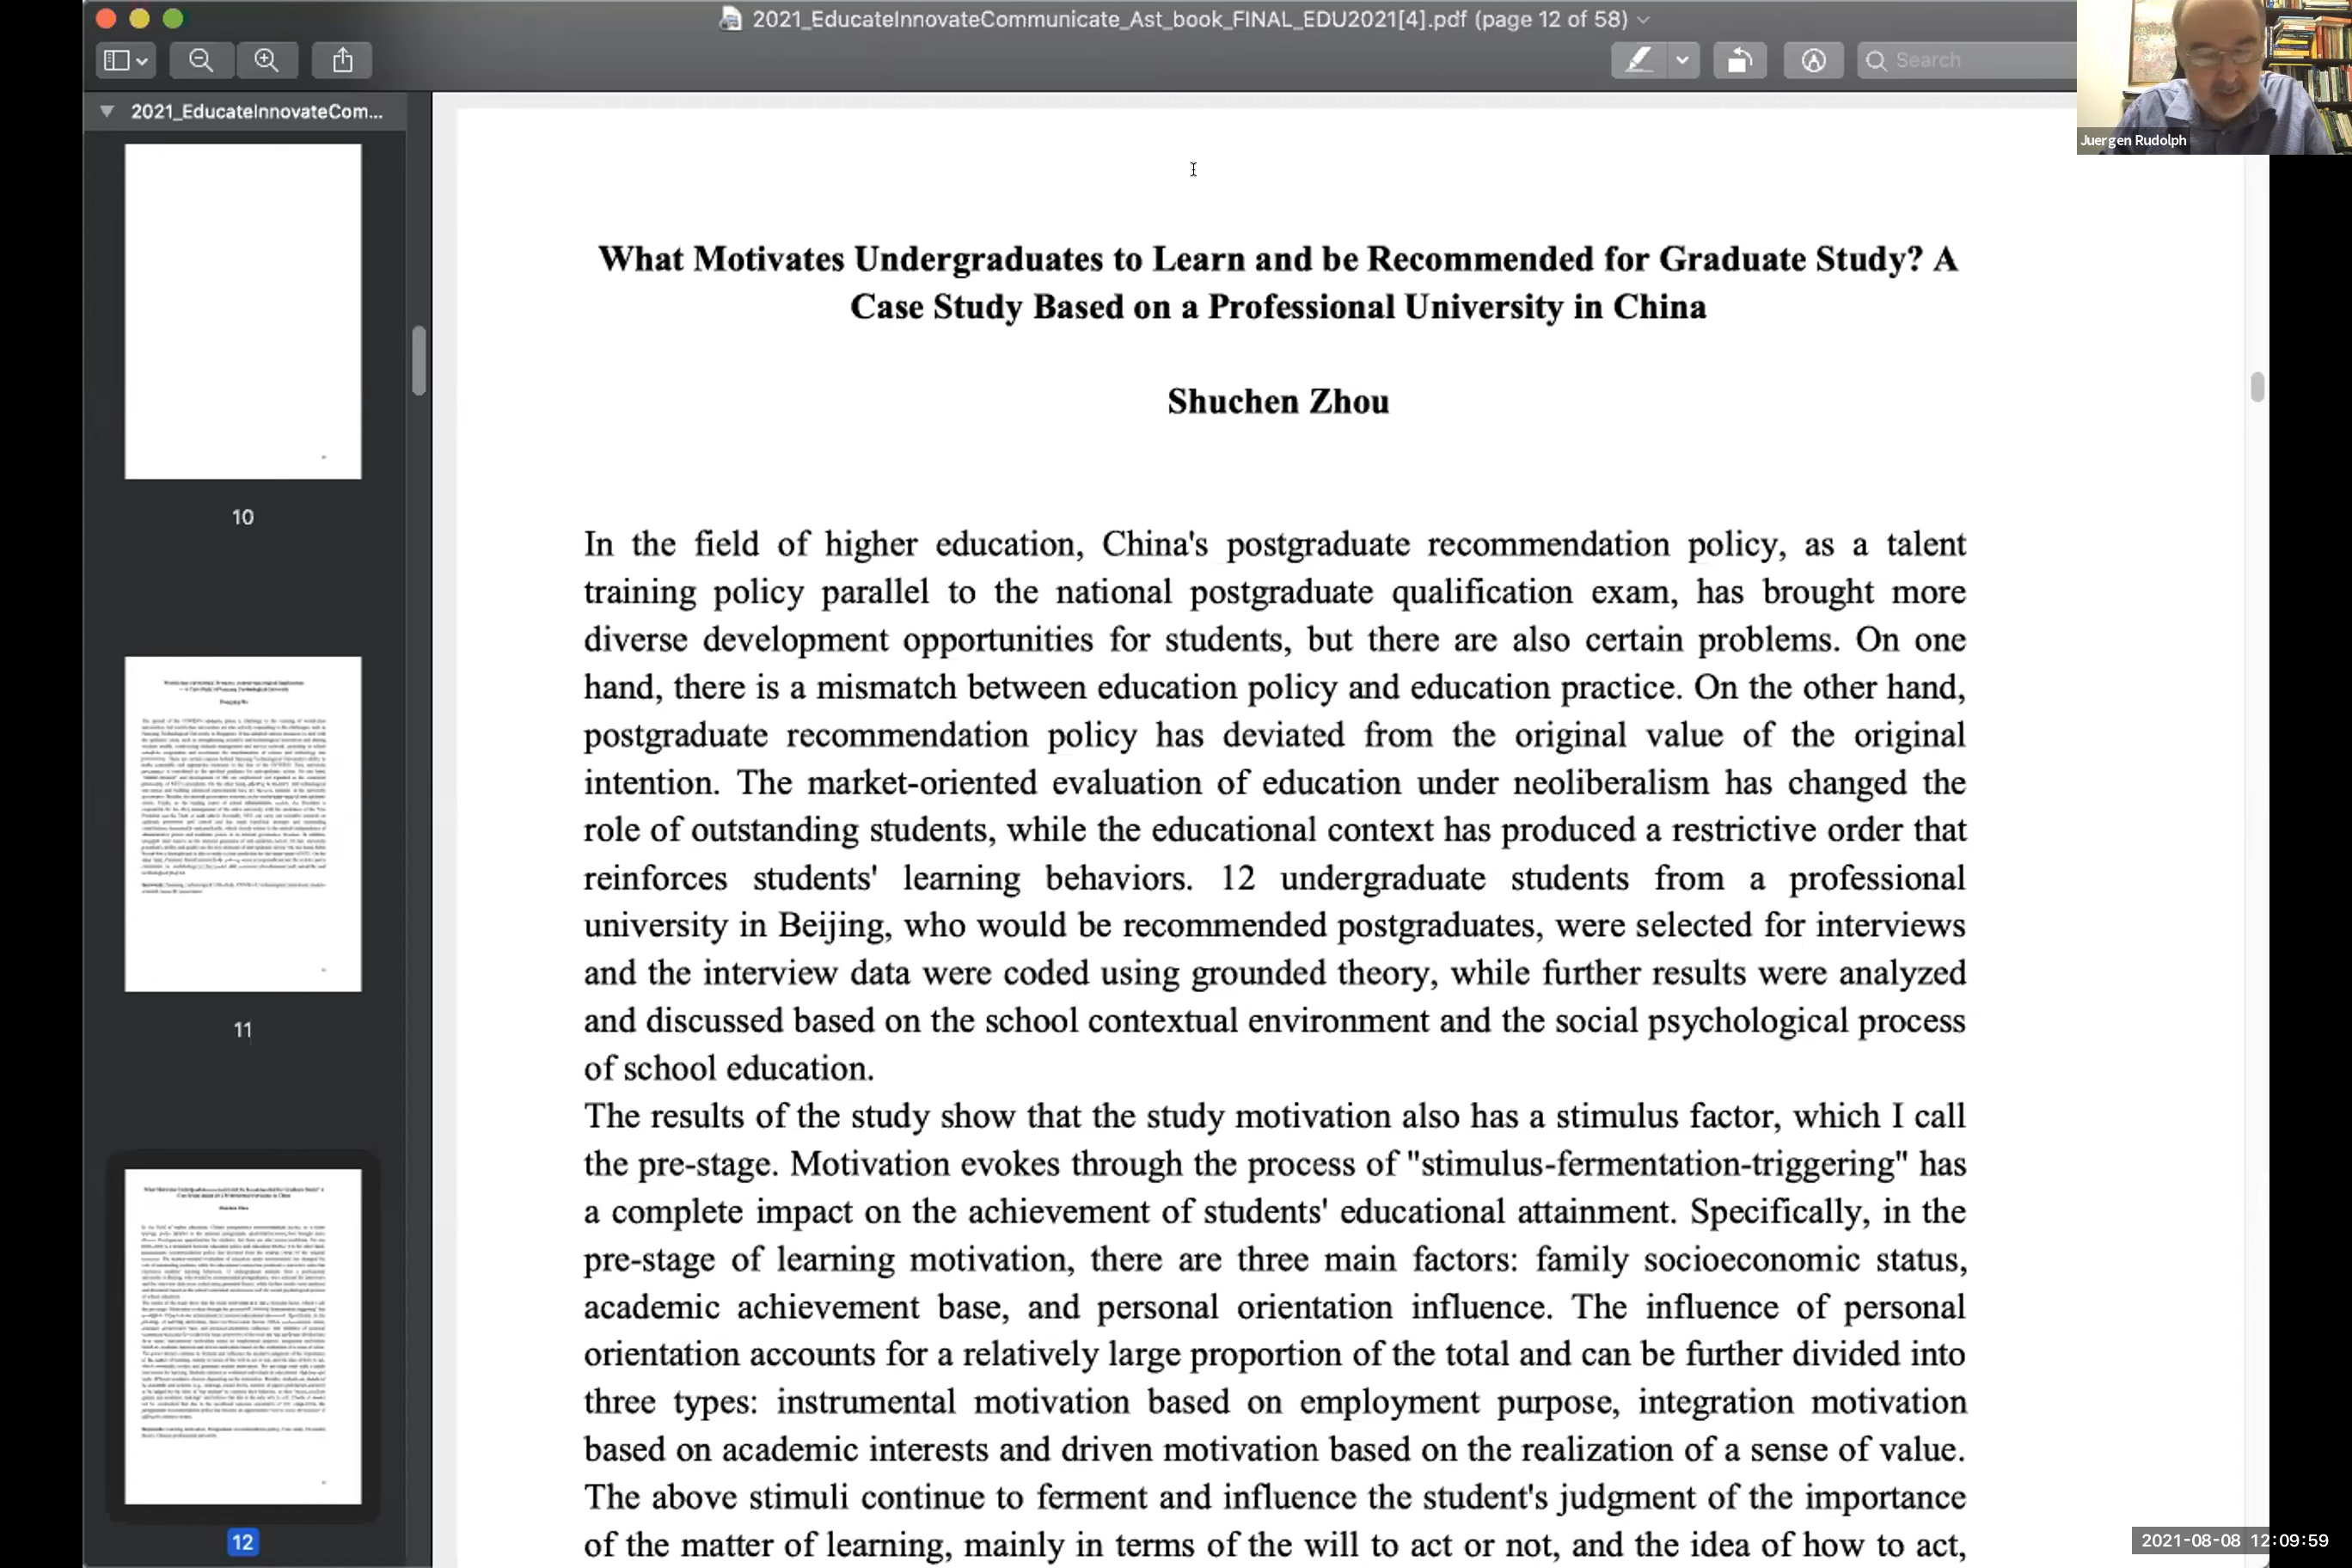 2021_EducateInnovateCommunicate_Ast_book_FINAL_EDU2021[4].pdf (page 12 of 58)
Search
Juergen Rudolph
2021_EducateInnovateCom...
10
11
12
What Motivates Undergraduates to Learn and be Recommended for Graduate Study? A
Case Study Based on a Professional University in China
Shuchen Zhou
In the field of higher education, China's postgraduate recommendation policy, as a talent
training policy parallel to the national postgraduate qualification exam, has brought more
diverse development opportunities for students, but there are also certain problems. On one
hand, there is a mismatch between education policy and education practice. On the other hand,
postgraduate recommendation policy has deviated from the original value of the original
intention. The market-oriented evaluation of education under neoliberalism has changed the
role of outstanding students, while the educational context has produced a restrictive order that
reinforces students' learning behaviors. 12 undergraduate students from a professional
university in Beijing, who would be recommended postgraduates, were selected for interviews
and the interview data were coded using grounded theory, while further results were analyzed
and discussed based on the school contextual environment and the social psychological process
of school education.
The results of the study show that the study motivation also has a stimulus factor, which I call
the pre-stage. Motivation evokes through the process of "stimulus-fermentation-triggering" has
a complete impact on the achievement of students' educational attainment. Specifically, in the
pre-stage of learning motivation, there are three main factors: family socioeconomic status,
academic achievement base, and personal orientation influence. The influence of personal
orientation accounts for a relatively large proportion of the total and can be further divided into
three types: instrumental motivation based on employment purpose, integration motivation
based on academic interests and driven motivation based on the realization of a sense of value.
The above stimuli continue to ferment and influence the student's judgment of the importance
of the matter of learning, mainly in terms of the will to act or not, and the idea of how to act,
2021-08-08 12:09:59